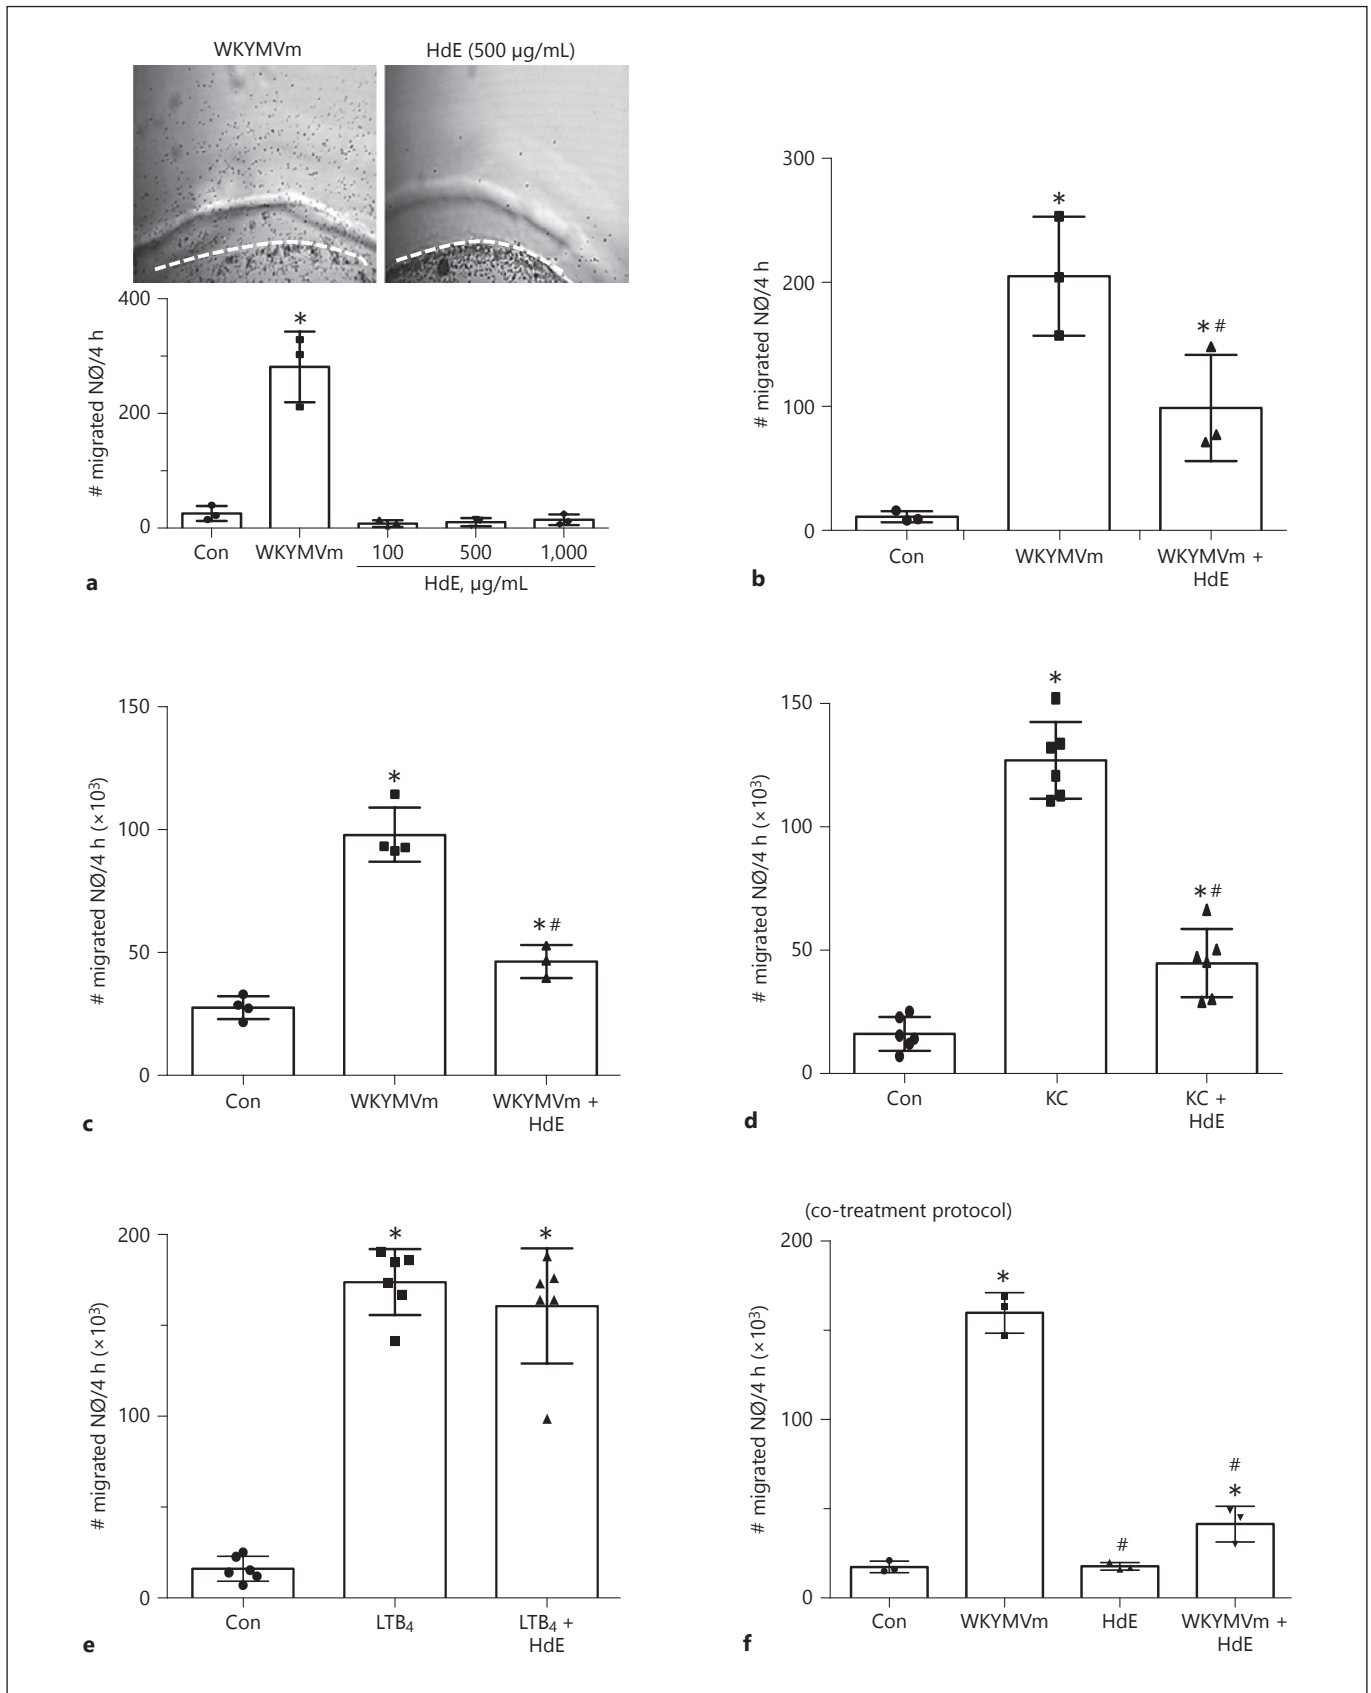 WKYMVm HdE (500 µg/mL)
# migrated NØ/4 h
400
200
0
*
Con WKYMVm 100 500 1,000
HdE, µg/mL
a
# migrated NØ/4 h
300
200
100
0
*
* #
Con WKYMVm WKYMVm +
HdE
b
# migrated NØ/4 h (×10³)
150
100
50
0
*
* #
Con WKYMVm WKYMVm +
HdE
c
# migrated NØ/4 h (×10³)
150
100
50
0
*
* #
Con KC KC +
HdE
d
# migrated NØ/4 h (×10³)
200
100
0
* *
Con LTB₄ LTB₄ +
HdE
e
(co-treatment protocol)
# migrated NØ/4 h (×10³)
200
100
0
*
#
#
*
Con WKYMVm HdE WKYMVm +
HdE
f